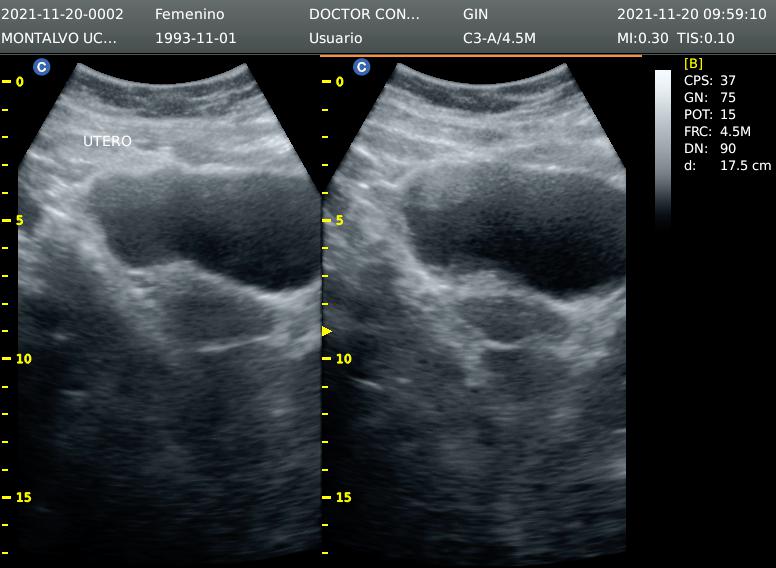 2021-11-20-0002 Femenino DOCTOR CON... GIN 2021-11-20 09:59:10
MONTALVO UC... 1993-11-01 Usuario C3-A/4.5M MI:0.30 TIS:0.10
C C
[B]
CPS: 37
GN: 75
POT: 15
FRC: 4.5M
DN: 90
d: 17.5 cm
UTERO
0 0
5 5
10 10
15 15